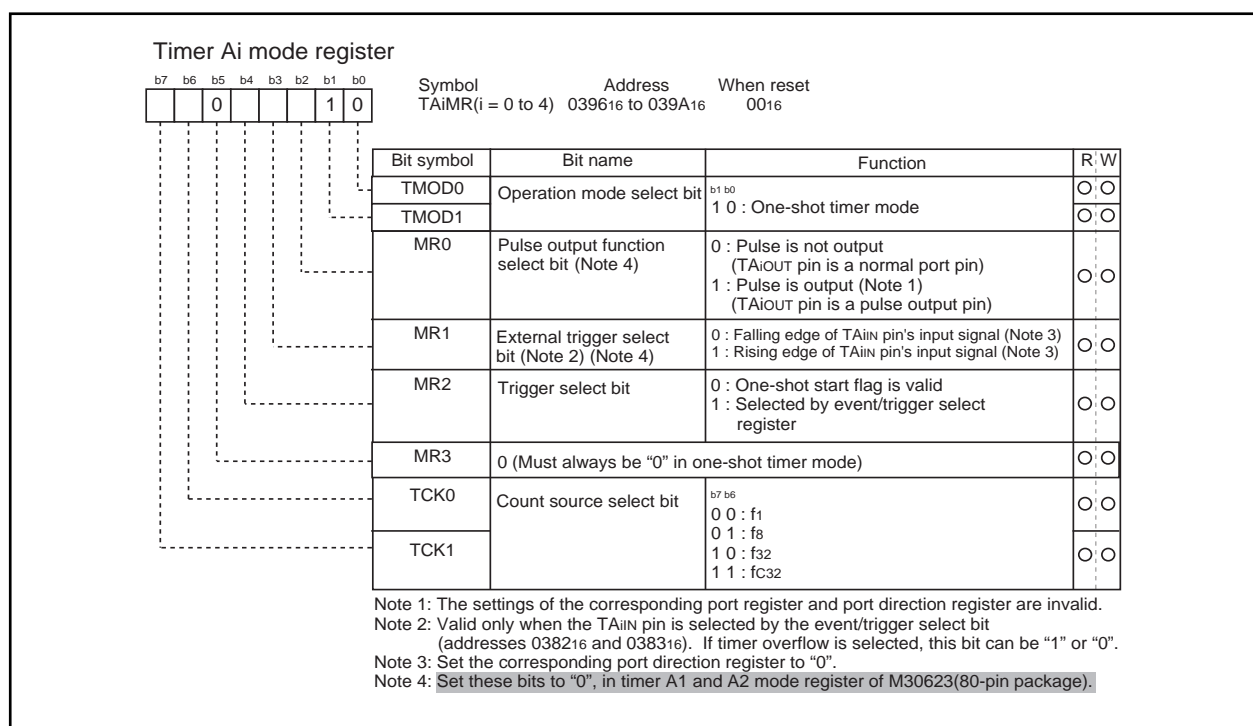 Timer Ai mode register
b7 b6 b5 b4 b3 b2 b1 b0
0 1 0
Symbol Address When reset
TAiMR(i = 0 to 4) 039616 to 039A16 0016
Bit symbol Bit name Function R W
TMOD0 Operation mode select bit b1 b0
1 0 : One-shot timer mode
TMOD1
MR0 Pulse output function 0 : Pulse is not output
select bit (Note 4) (TAiOUT pin is a normal port pin)
1 : Pulse is output (Note 1)
(TAiOUT pin is a pulse output pin)
MR1 External trigger select 0 : Falling edge of TAiIN pin's input signal (Note 3)
bit (Note 2) (Note 4) 1 : Rising edge of TAiIN pin's input signal (Note 3)
MR2 Trigger select bit 0 : One-shot start flag is valid
1 : Selected by event/trigger select
register
MR3 0 (Must always be “0” in one-shot timer mode)
TCK0 Count source select bit b7 b6
0 0 : f1
0 1 : f8
TCK1 1 0 : f32
1 1 : fC32
Note 1: The settings of the corresponding port register and port direction register are invalid.
Note 2: Valid only when the TAiIN pin is selected by the event/trigger select bit
(addresses 038216 and 038316). If timer overflow is selected, this bit can be “1” or “0”.
Note 3: Set the corresponding port direction register to “0”.
Note 4: Set these bits to “0”, in timer A1 and A2 mode register of M30623(80-pin package).